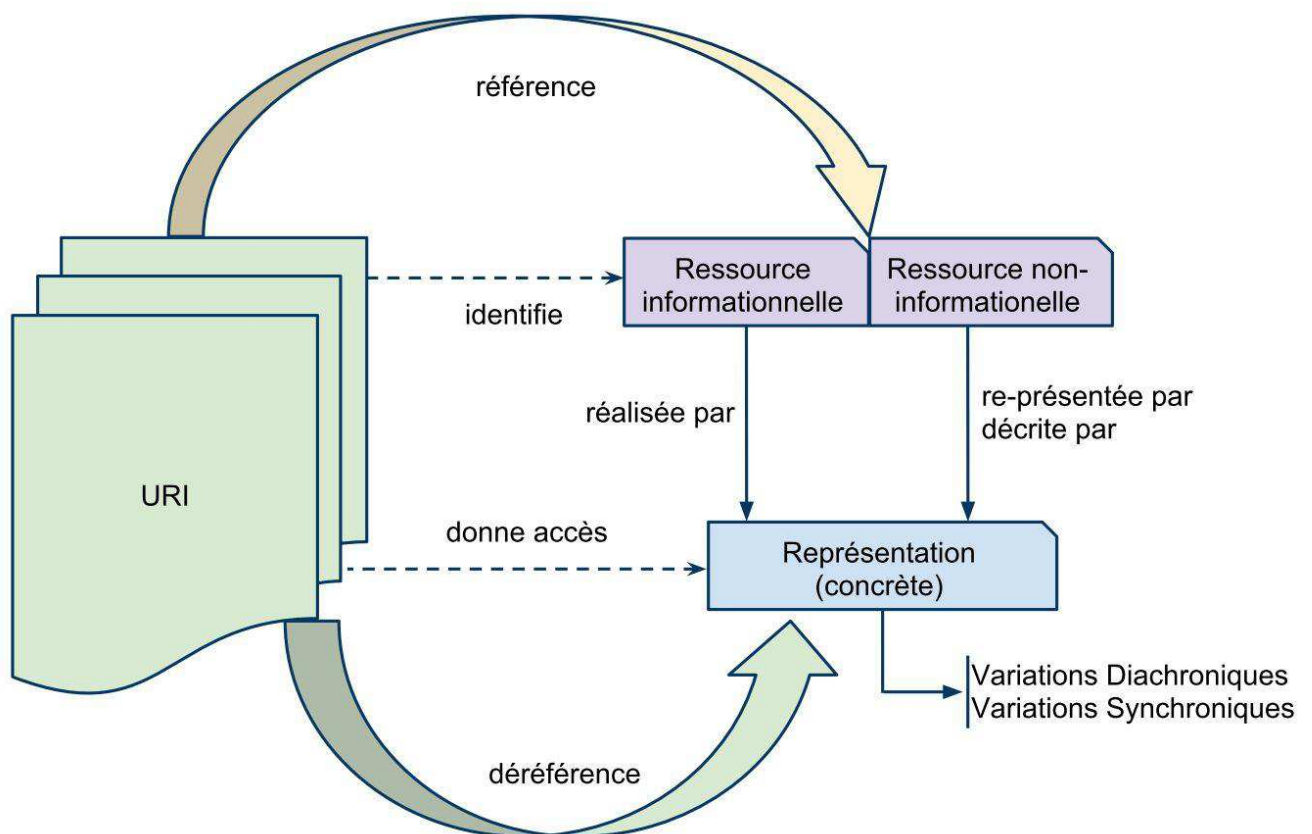 référence
Ressource
informationnelle
Ressource non-
informationelle
identifie
réalisée par
re-présentée par
décrite par
URI
donne accès
Représentation
(concrète)
Variations Diachroniques
Variations Synchroniques
déréférence